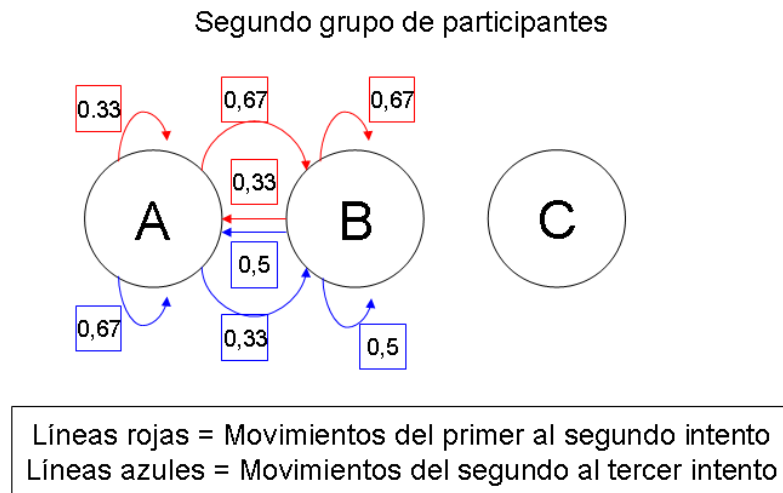 Segundo grupo de participantes
0.33
0,67
0,67
0,33
A
B
C
0,5
0,67
0,33
0,5
Líneas rojas = Movimientos del primer al segundo intento
Líneas azules = Movimientos del segundo al tercer intento